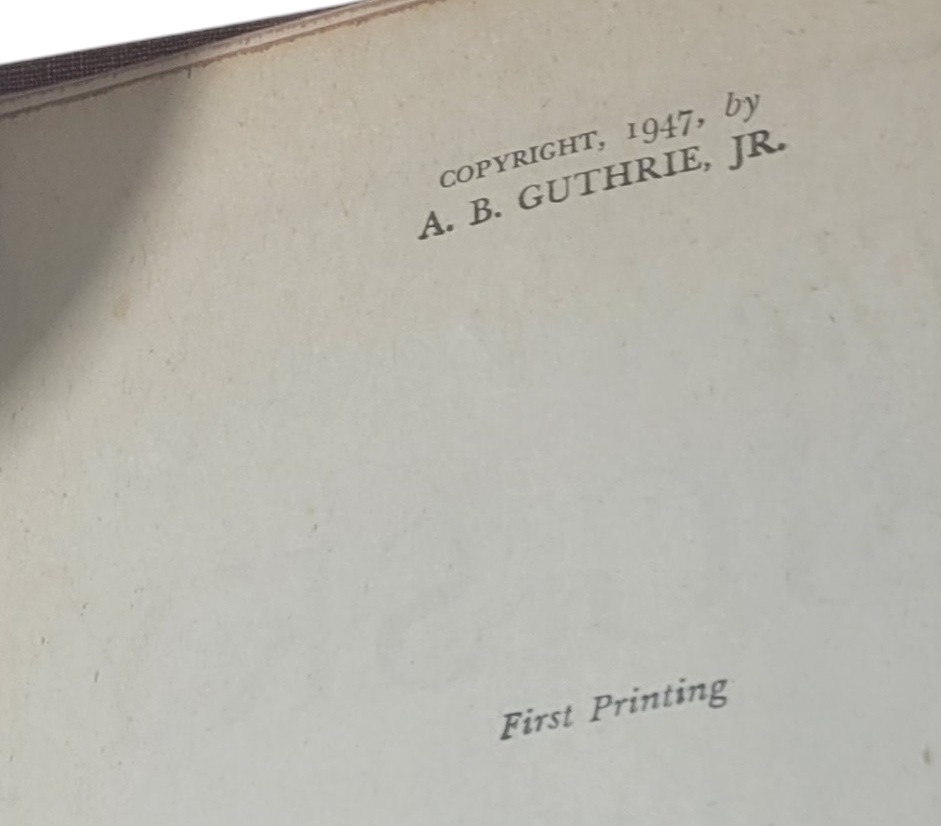 COPYRIGHT, 1947, by
A. B. GUTHRIE, JR.
First Printing